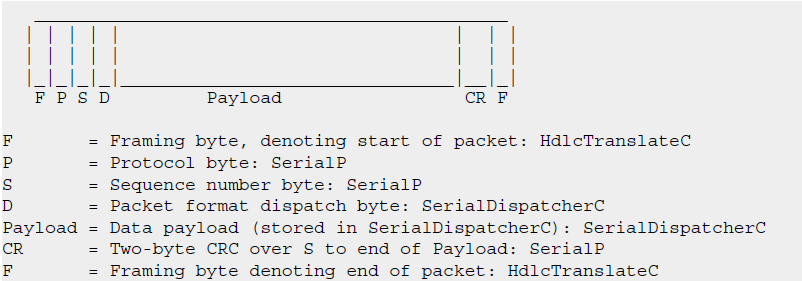 F P S D Payload CR F
F = Framing byte, denoting start of packet: HdlcTranslateC
P = Protocol byte: SerialP
S = Sequence number byte: SerialP
D = Packet format dispatch byte: SerialDispatcherC
Payload = Data payload (stored in SerialDispatcherC): SerialDispatcherC
CR = Two-byte CRC over S to end of Payload: SerialP
F = Framing byte denoting end of packet: HdlcTranslateC